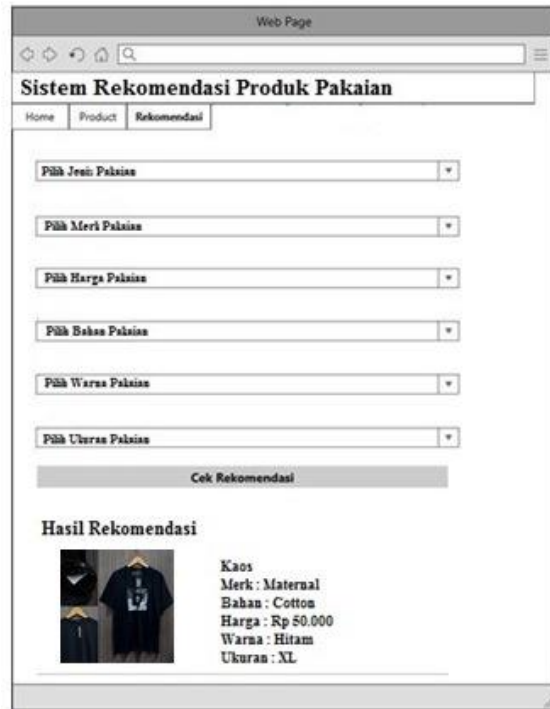 Web Page
Sistem Rekomendasi Produk Pakaian
Home Product Rekomendasi
Pilih Jenis Pakaian
Pilih Merk Pakaian
Pilih Harga Pakaian
Pilih Bahan Pakaian
Pilih Warna Pakaian
Pilih Ukuran Pakaian
Cek Rekomendasi
Hasil Rekomendasi
Kaos
Merk : Maternal
Bahan : Cotton
Harga : Rp 50.000
Warna : Hitam
Ukuran : XL